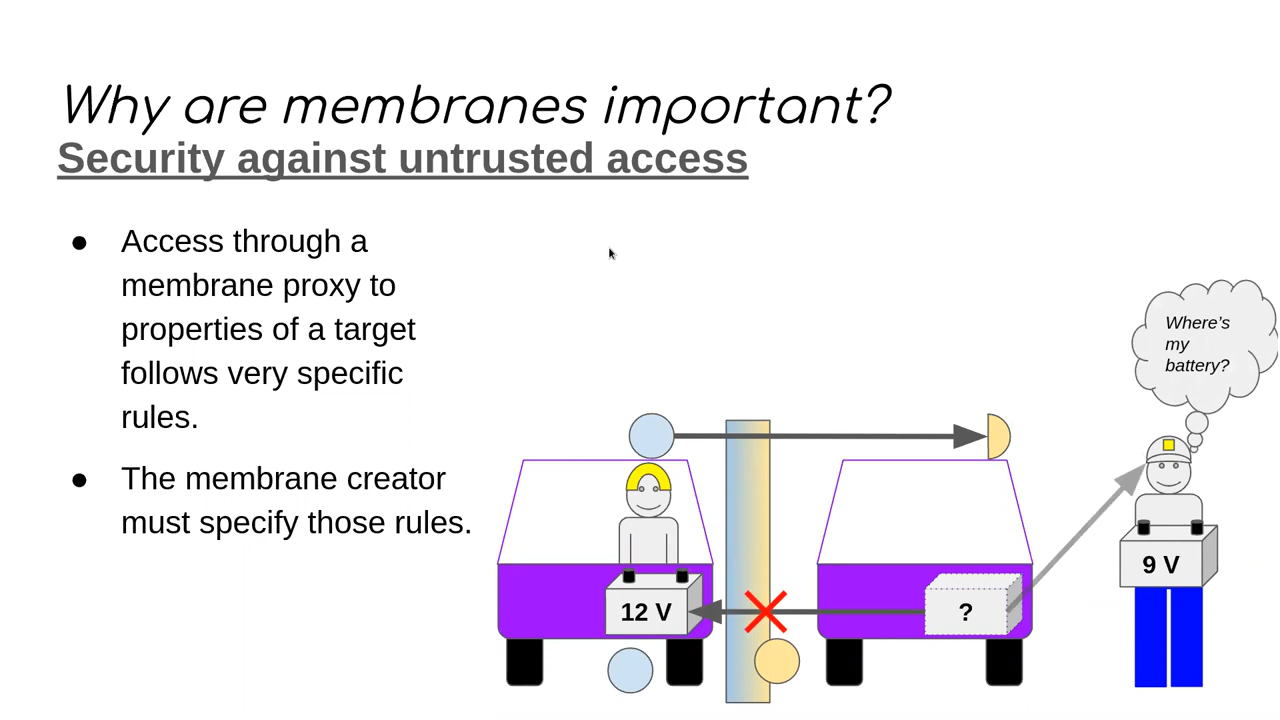 Why are membranes important?
Security against untrusted access
● Access through a
membrane proxy to
properties of a target
follows very specific
rules.
● The membrane creator
must specify those rules.
Where's
my
battery?
12 V
?
9 V